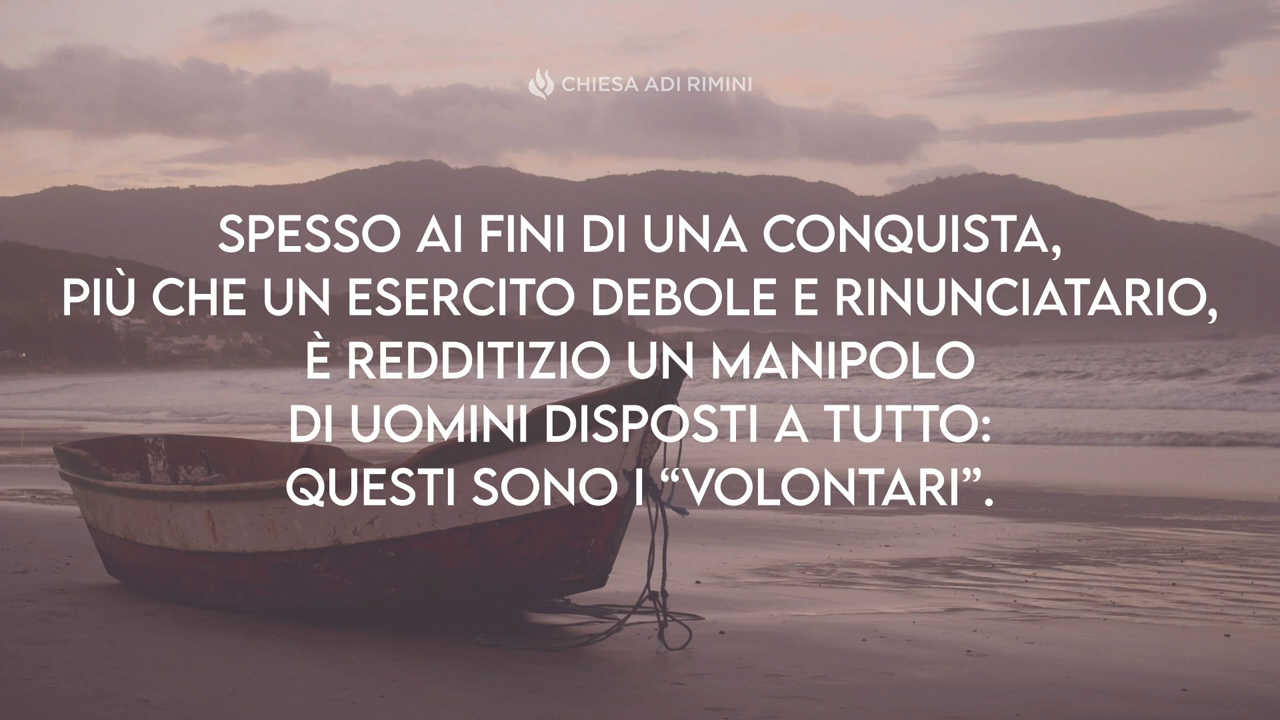 CHIESA ADI RIMINI
SPESSO AI FINI DI UNA CONQUISTA,
PIÙ CHE UN ESERCITO DEBOLE E RINUNCIATARIO,
È REDDITIZIO UN MANIPOLO
DI UOMINI DISPOSTI A TUTTO:
QUESTI SONO I “VOLONTARI”.